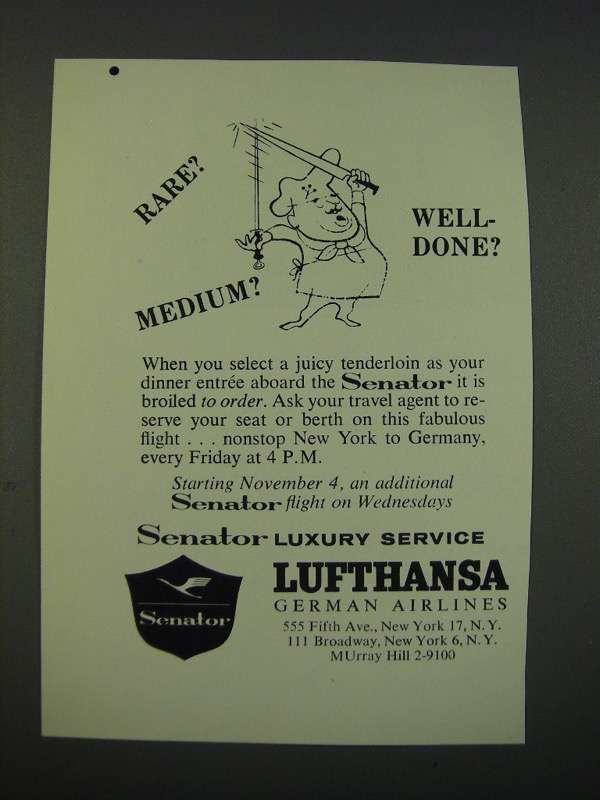 RARE?
WELL-
DONE?
MEDIUM?
When you select a juicy tenderloin as your
dinner entrée aboard the Senator it is
broiled to order. Ask your travel agent to re-
serve your seat or berth on this fabulous
flight . . . nonstop New York to Germany,
every Friday at 4 P.M.
Starting November 4, an additional
Senator flight on Wednesdays
Senator LUXURY SERVICE
Senator
LUFTHANSA
GERMAN AIRLINES
555 Fifth Ave., New York 17, N.Y.
111 Broadway, New York 6, N.Y.
MUrray Hill 2-9100